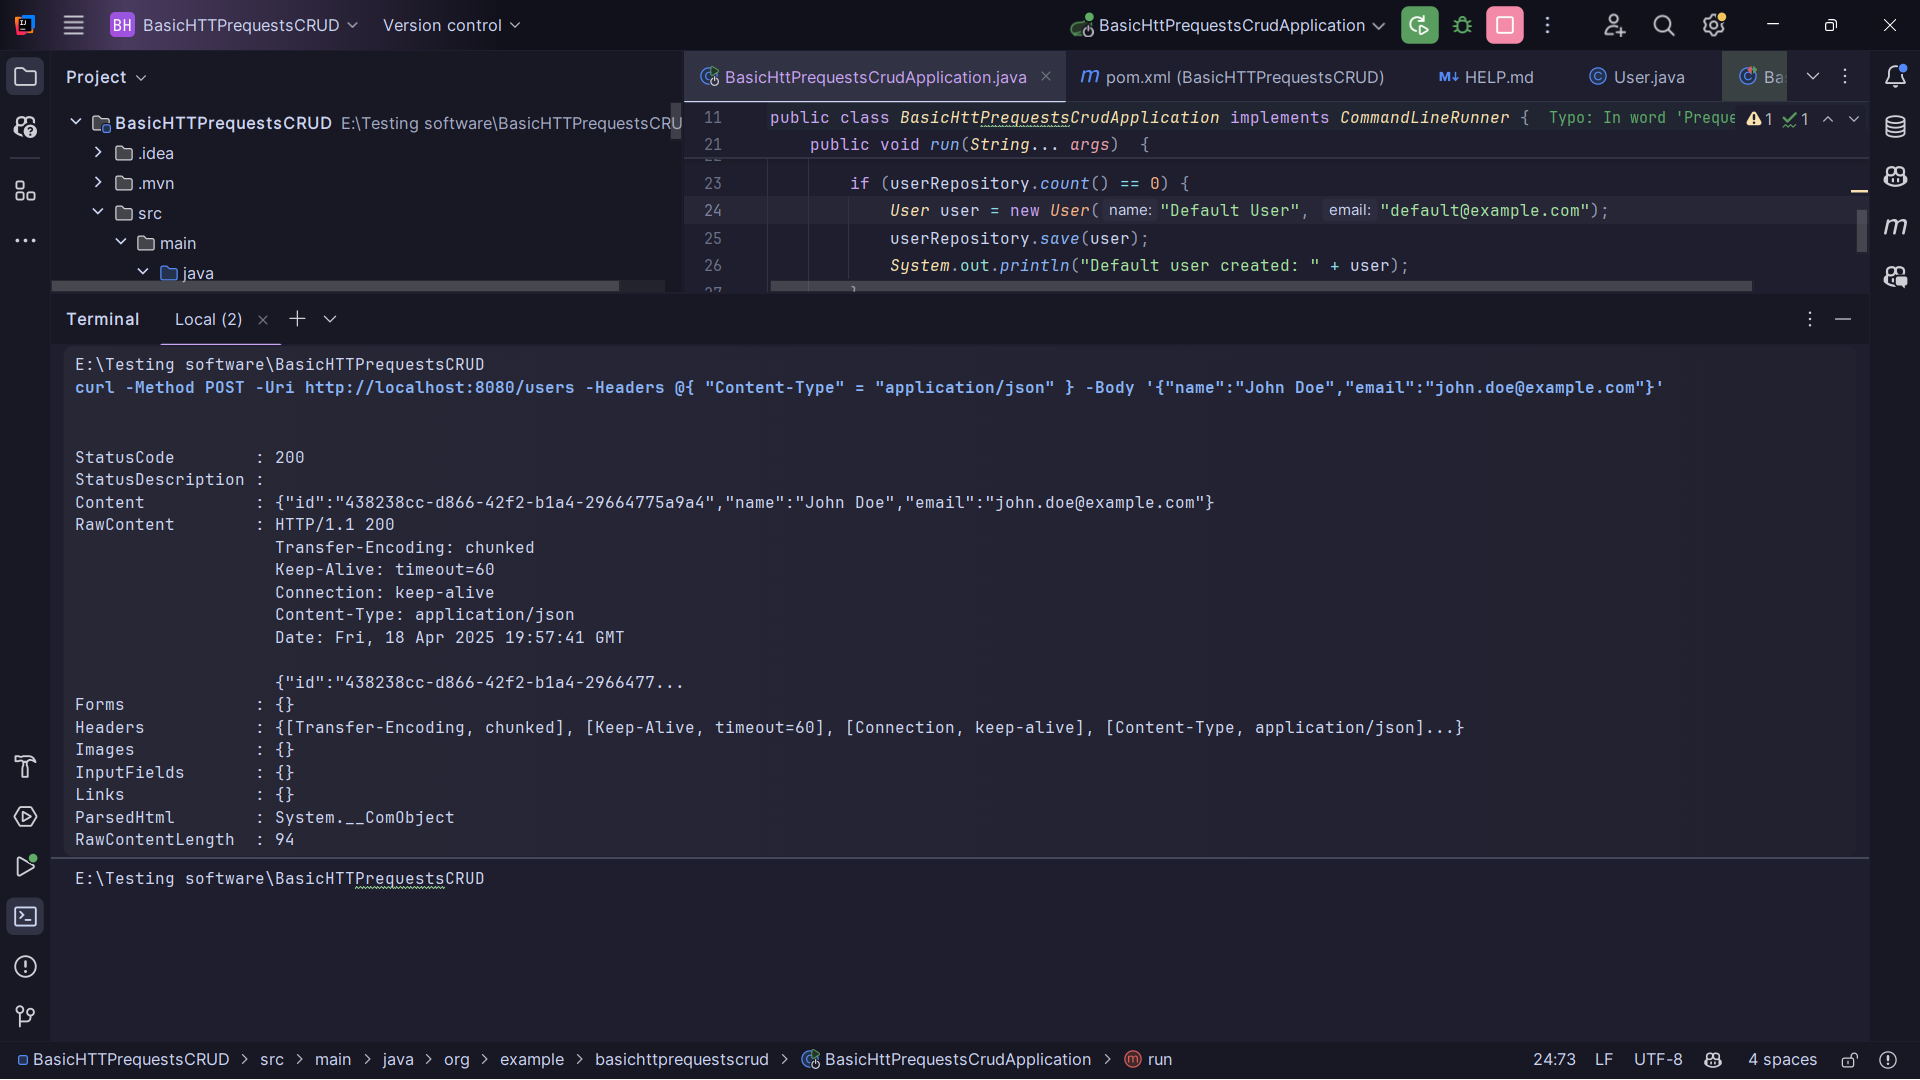 BH BasicHTTPrequestsCRUD Version control BasicHttPrequestsCrudApplication
Project
BasicHTTPrequestsCRUD E:\Testing software\BasicHTTPrequestsCRU
.idea
.mvn
src
main
java
BasicHttPrequestsCrudApplication.java pom.xml (BasicHTTPrequestsCRUD) M↓ HELP.md User.java Ba
11 public class BasicHttPrequestsCrudApplication implements CommandLineRunner { Typo: In word 'Preque 1 1
21 public void run(String... args) {
23 if (userRepository.count() == 0) {
24 User user = new User( name: "Default User", email: "default@example.com");
25 userRepository.save(user);
26 System.out.println("Default user created: " + user);
27 }
Terminal Local (2)
E:\Testing software\BasicHTTPrequestsCRUD
curl -Method POST -Uri http://localhost:8080/users -Headers @{ "Content-Type" = "application/json" } -Body '{"name":"John Doe","email":"john.doe@example.com"}'
StatusCode : 200
StatusDescription :
Content : {"id":"438238cc-d866-42f2-b1a4-29664775a9a4","name":"John Doe","email":"john.doe@example.com"}
RawContent : HTTP/1.1 200
Transfer-Encoding: chunked
Keep-Alive: timeout=60
Connection: keep-alive
Content-Type: application/json
Date: Fri, 18 Apr 2025 19:57:41 GMT
{"id":"438238cc-d866-42f2-b1a4-2966477...
Forms : {}
Headers : {[Transfer-Encoding, chunked], [Keep-Alive, timeout=60], [Connection, keep-alive], [Content-Type, application/json]...}
Images : {}
InputFields : {}
Links : {}
ParsedHtml : System.__ComObject
RawContentLength : 94
E:\Testing software\BasicHTTPrequestsCRUD
BasicHTTPrequestsCRUD > src > main > java > org > example > basichttprequestscrud > BasicHttPrequestsCrudApplication > m run 24:73 LF UTF-8 4 spaces